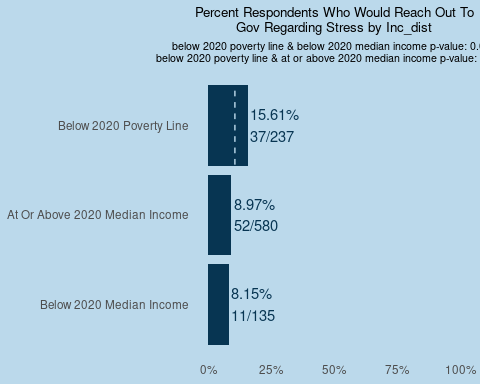 Percent Respondents Who Would Reach Out To
Gov Regarding Stress by Inc_dist
below 2020 poverty line & below 2020 median income p-value:
below 2020 poverty line & at or above 2020 median income p-value:
15.61%
Below 2020 Poverty Line
37/237
8.97%
At Or Above 2020 Median Income
52/580
8.15%
Below 2020 Median Income
11/135
0% 25% 50% 75% 100%